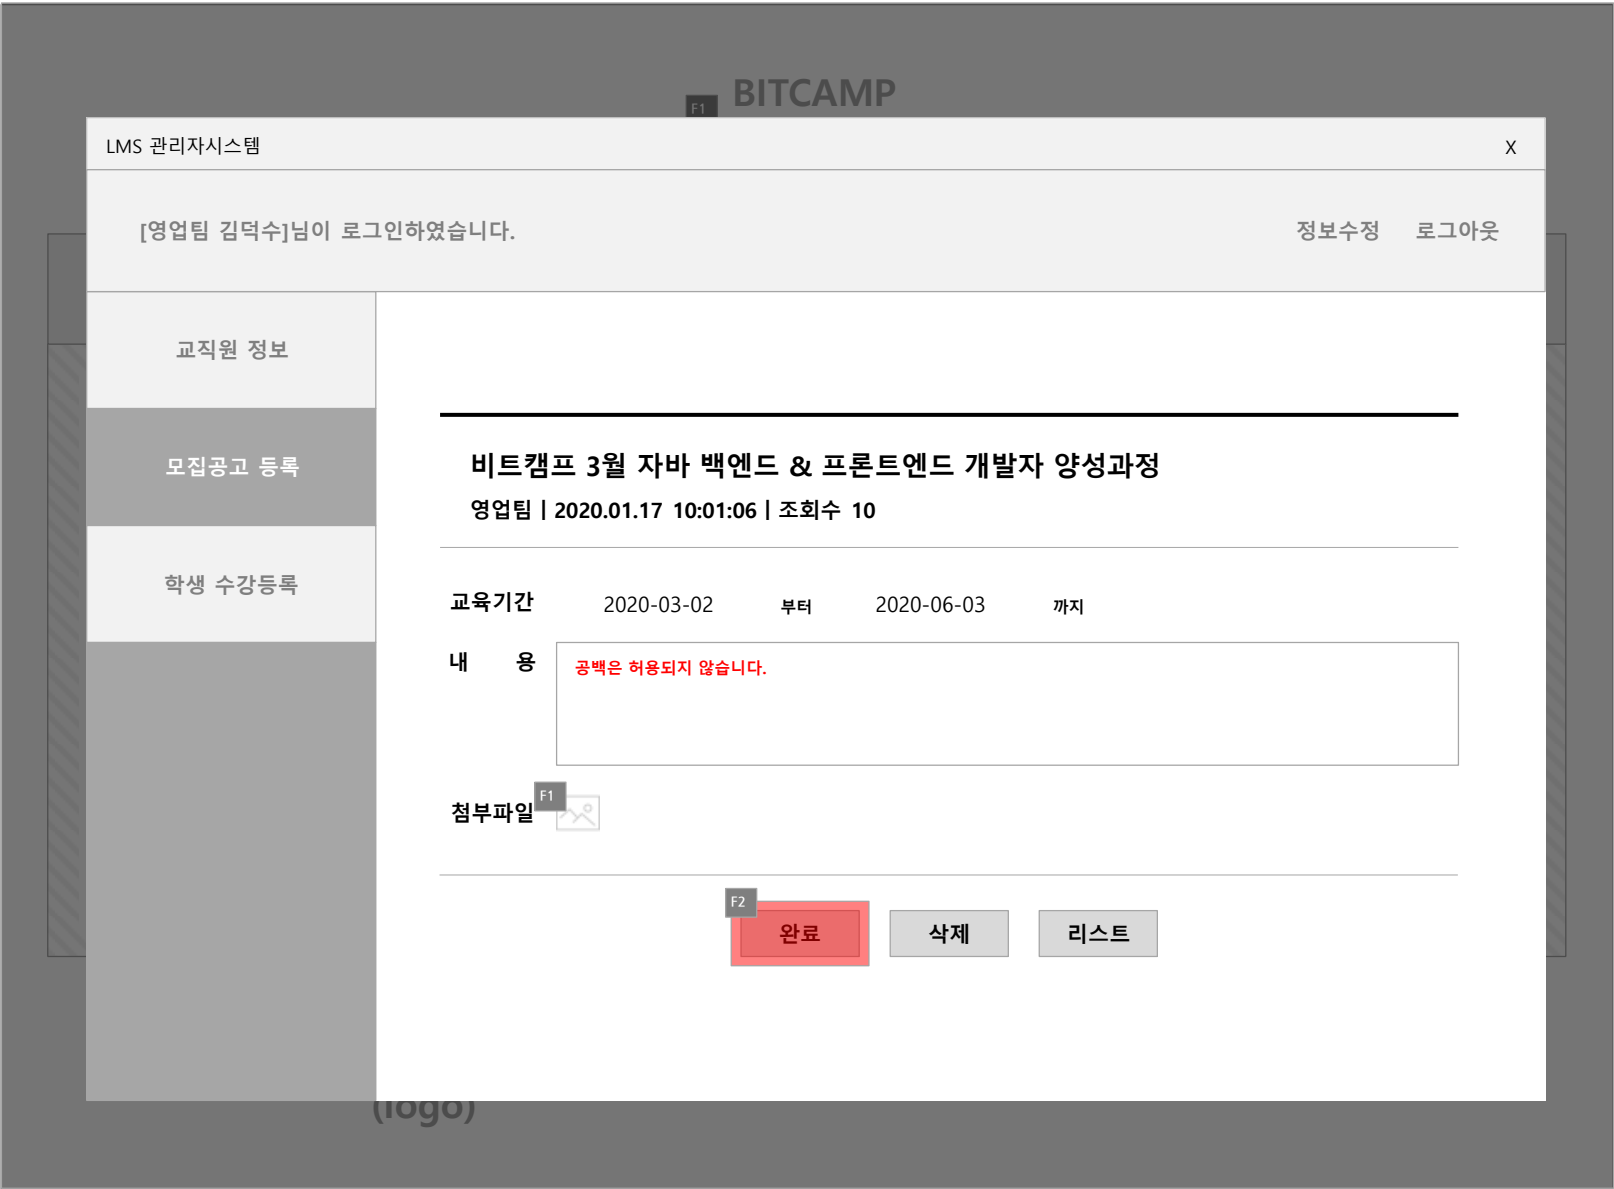 BITCAMP
F1
LMS 관리자시스템 X
[영업팀 김덕수]님이 로그인하였습니다. 정보수정 로그아웃
교직원 정보
모집공고 등록
학생 수강등록
비트캠프 3월 자바 백엔드 & 프론트엔드 개발자 양성과정
영업팀 | 2020.01.17 10:01:06 | 조회수 10
교육기간 2020-03-02 부터 2020-06-03 까지
내 용 공백은 허용되지 않습니다.
첨부파일 F1
F2
완료 삭제 리스트
(logo)